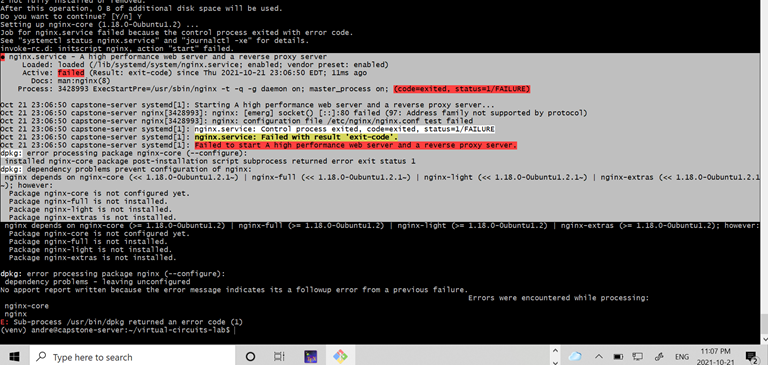 2 not fully installed or removed.
After this operation, 0 B of additional disk space will be used.
Do you want to continue? [Y/n] Y
Setting up nginx-core (1.18.0-0ubuntu1.2) ...
Job for nginx.service failed because the control process exited with error code.
See "systemctl status nginx.service" and "journalctl -xe" for details.
invoke-rc.d: initscript nginx, action "start" failed.
● nginx.service - A high performance web server and a reverse proxy server
Loaded: loaded (/lib/systemd/system/nginx.service; enabled; vendor preset: enabled)
Active: failed (Result: exit-code) since Thu 2021-10-21 23:06:50 EDT; 11ms ago
Docs: man:nginx(8)
Process: 3428993 ExecStartPre=/usr/sbin/nginx -t -q -g daemon on; master_process on; (code=exited, status=1/FAILURE)
Oct 21 23:06:50 capstone-server systemd[1]: Starting A high performance web server and a reverse proxy server...
Oct 21 23:06:50 capstone-server nginx[3428993]: nginx: [emerg] socket() [::]:80 failed (97: Address family not supported by protocol)
Oct 21 23:06:50 capstone-server nginx[3428993]: nginx: configuration file /etc/nginx/nginx.conf test failed
Oct 21 23:06:50 capstone-server systemd[1]: nginx.service: Control process exited, code=exited, status=1/FAILURE
Oct 21 23:06:50 capstone-server systemd[1]: nginx.service: Failed with result 'exit-code'.
Oct 21 23:06:50 capstone-server systemd[1]: Failed to start A high performance web server and a reverse proxy server.
dpkg: error processing package nginx-core (--configure):
installed nginx-core package post-installation script subprocess returned error exit status 1
dpkg: dependency problems prevent configuration of nginx:
nginx depends on nginx-core (<< 1.18.0-0ubuntu1.2.1~) | nginx-full (<< 1.18.0-0ubuntu1.2.1~) | nginx-light (<< 1.18.0-0ubuntu1.2.1~) | nginx-extras (<< 1.18.0-0ubuntu1.2.1
~); however:
Package nginx-core is not configured yet.
Package nginx-full is not installed.
Package nginx-light is not installed.
Package nginx-extras is not installed.
nginx depends on nginx-core (>= 1.18.0-0ubuntu1.2) | nginx-full (>= 1.18.0-0ubuntu1.2) | nginx-light (>= 1.18.0-0ubuntu1.2) | nginx-extras (>= 1.18.0-0ubuntu1.2); however:
Package nginx-core is not configured yet.
Package nginx-full is not installed.
Package nginx-light is not installed.
Package nginx-extras is not installed.
dpkg: error processing package nginx (--configure):
dependency problems - leaving unconfigured
No apport report written because the error message indicates its a followup error from a previous failure.
Errors were encountered while processing:
nginx-core
nginx
E: Sub-process /usr/bin/dpkg returned an error code (1)
(venv) andre@capstone-server:~/virtual-circuits-lab$
Type here to search
ENG
11:07 PM
2021-10-21
2